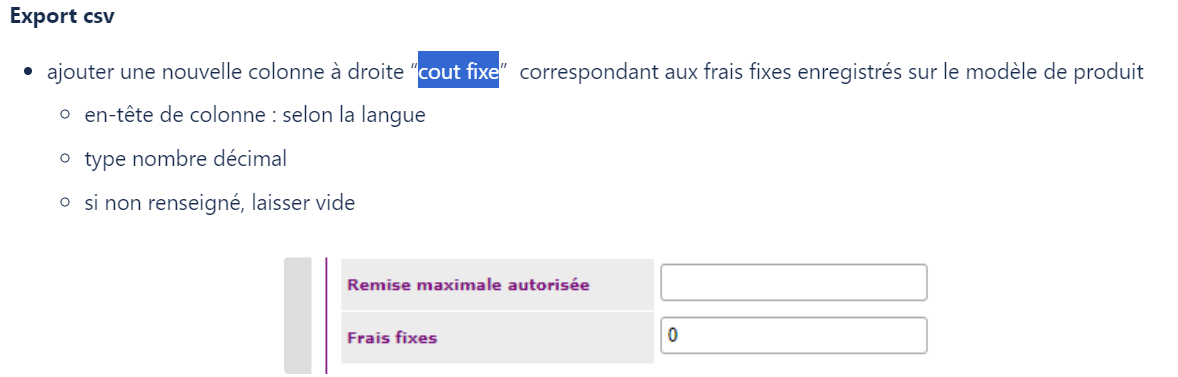 Export csv
ajouter une nouvelle colonne à droite “cout fixe” correspondant aux frais fixes enregistrés sur le modèle de produit
en-tête de colonne : selon la langue
type nombre décimal
si non renseigné, laisser vide
Remise maximale autorisée
Frais fixes 0